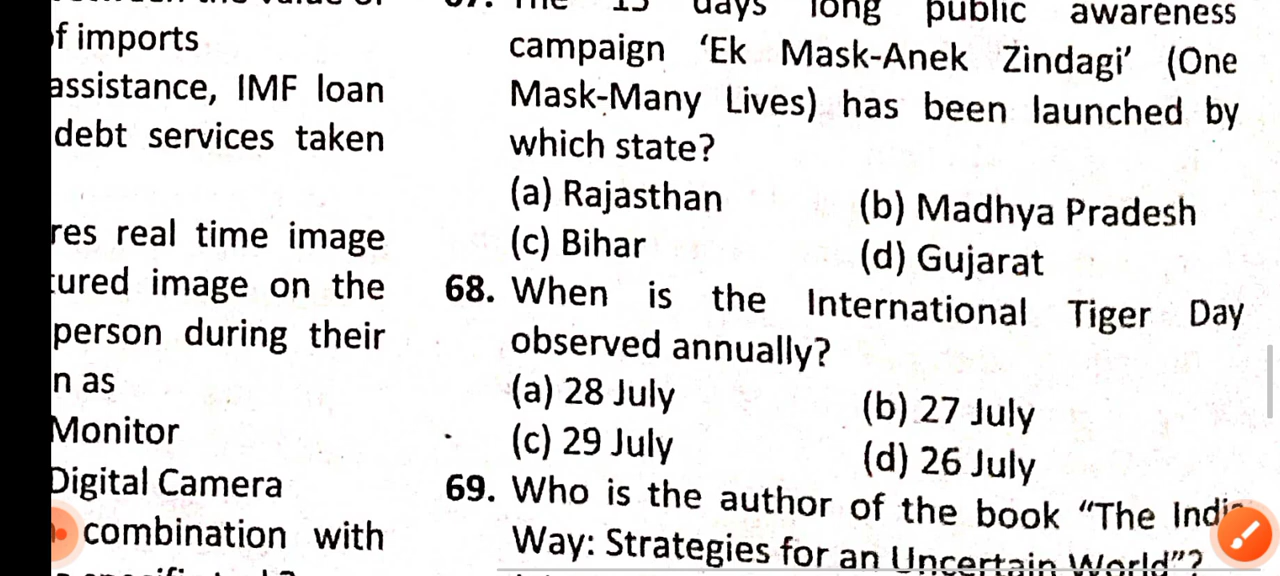 f imports
assistance, IMF loan
debt services taken
res real time image
tured image on the
person during their
n as
Monitor
Digital Camera
combination with
days long public awareness
campaign ‘Ek Mask-Anek Zindagi’ (One
Mask-Many Lives) has been launched by
which state?
(a) Rajasthan (b) Madhya Pradesh
(c) Bihar (d) Gujarat
68. When is the International Tiger Day
observed annually?
(a) 28 July (b) 27 July
(c) 29 July (d) 26 July
69. Who is the author of the book “The India
Way: Strategies for an Uncertain World”?